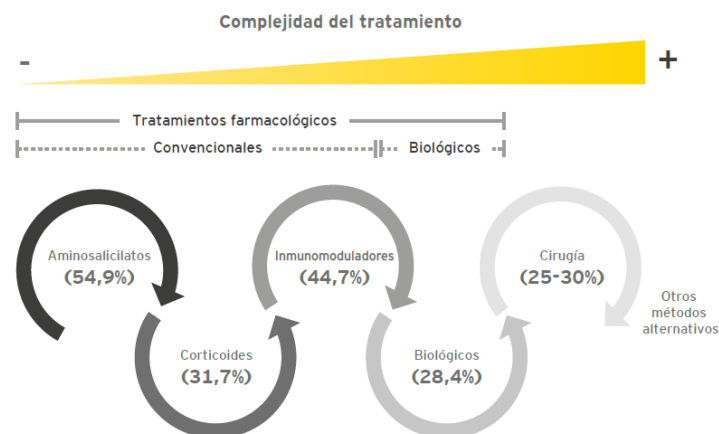 Complejidad del tratamiento
- +
Tratamientos farmacológicos
Convencionales Biológicos
Aminosalicilatos
(54,9%)
Inmunomoduladores
(44,7%)
Cirugía
(25-30%)
Otros
métodos
alternativos
Corticoides
(31,7%)
Biológicos
(28,4%)